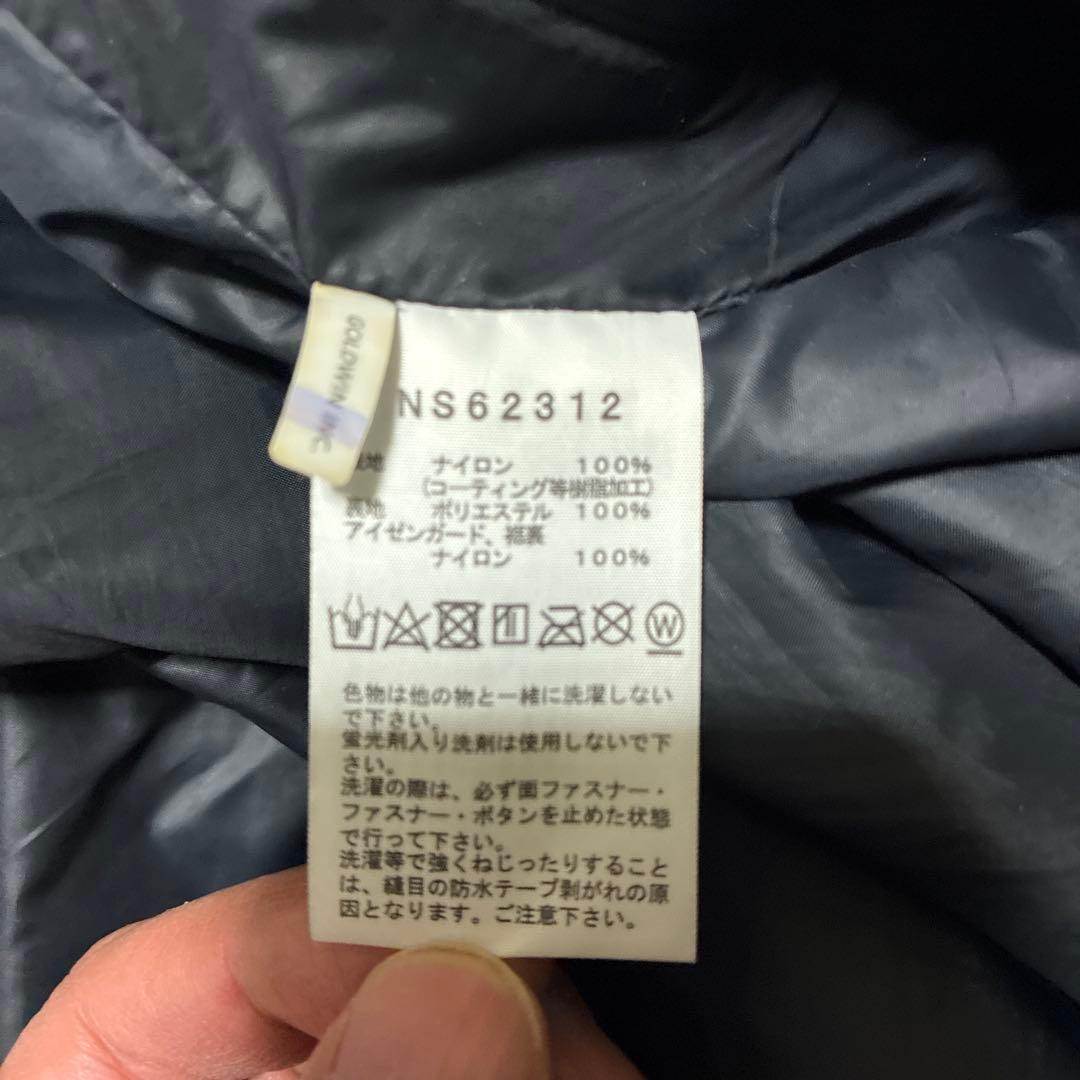 GOLDWIN INC.
NS62312
地 ナイロン 100%
(コーティング等樹脂加工)
裏地 ポリエステル 100%
アイゼンガード、裾裏
ナイロン 100%
W
色物は他の物と一緒に洗濯しない
で下さい。
蛍光剤入り洗剤は使用しないで下
さい。
洗濯の際は、必ず面ファスナー・
ファスナー・ボタンを止めた状態
で行って下さい。
洗濯等で強くねじったりすること
は、縫目の防水テープ剥がれの原
因となります。ご注意下さい。